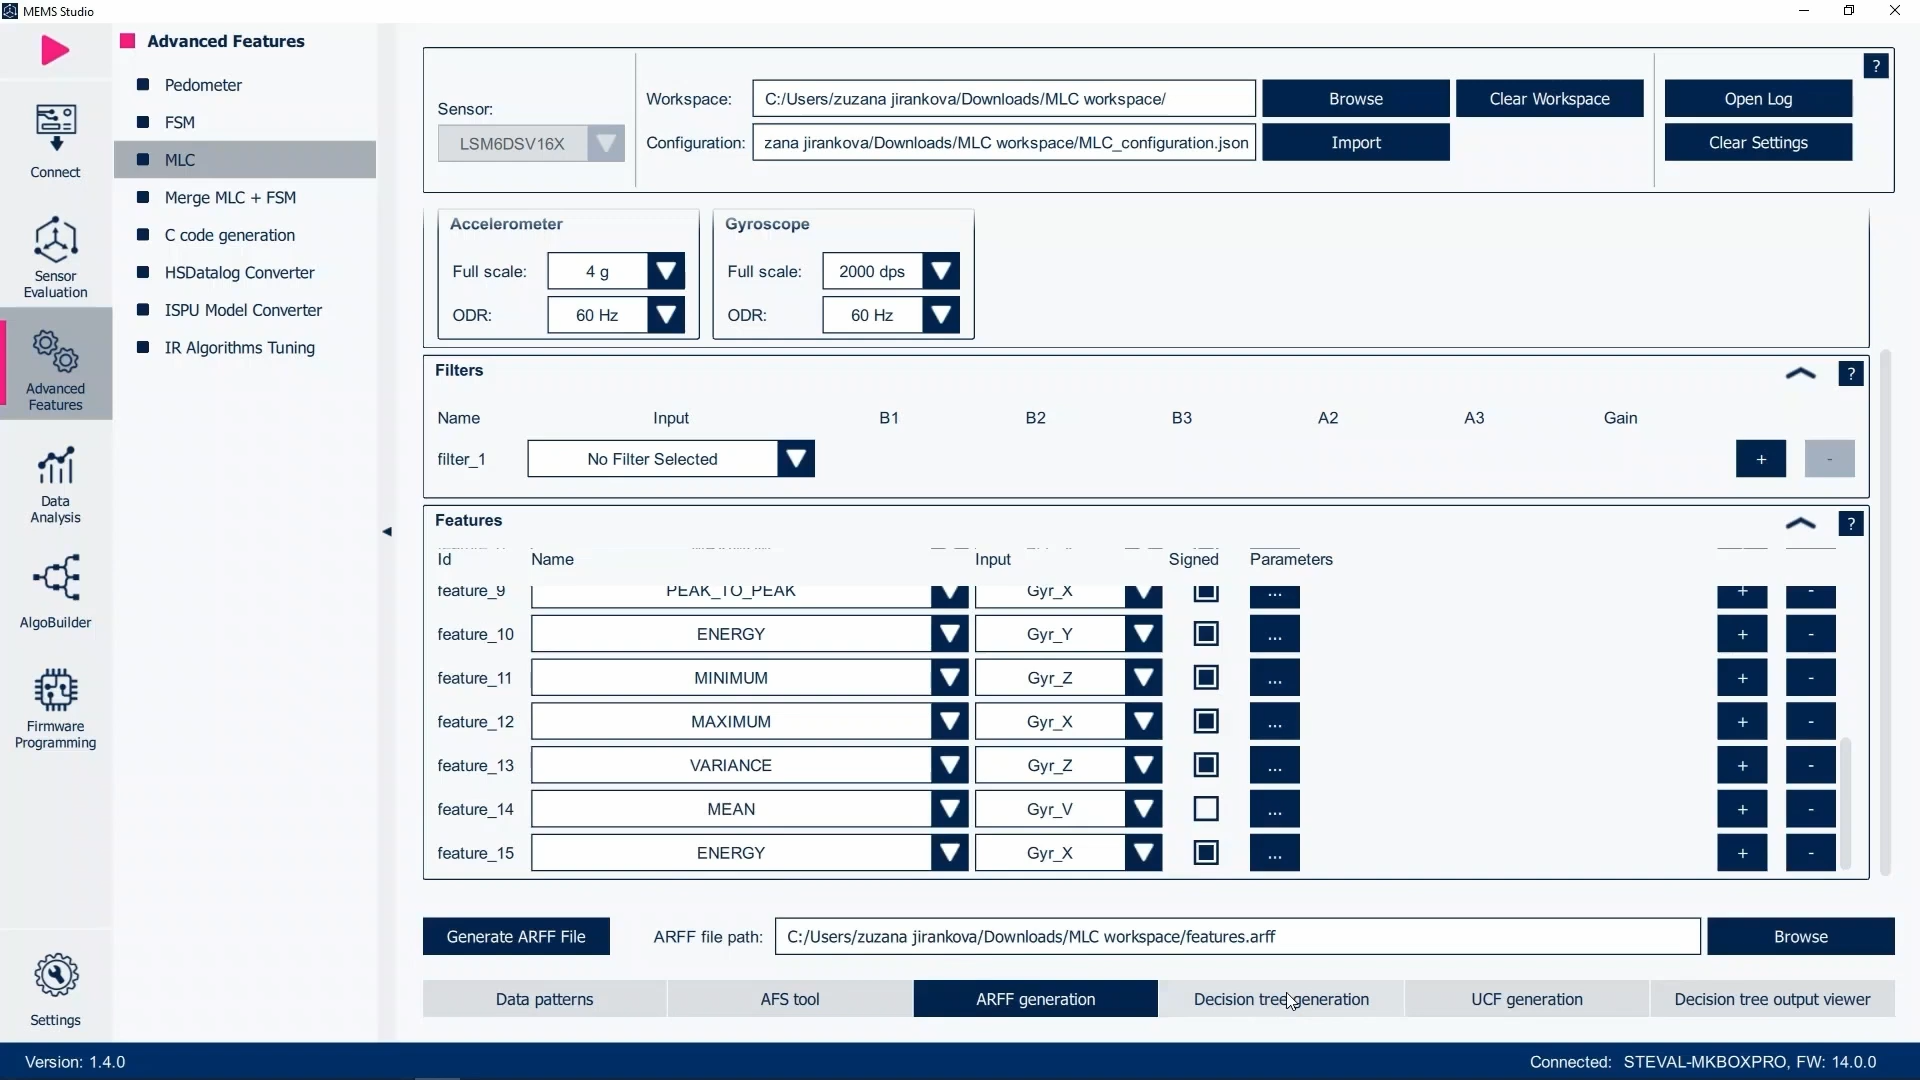 MEMS Studio
Advanced Features
Pedometer
FSM
MLC
Merge MLC + FSM
C code generation
HSDatalog Converter
ISPU Model Converter
IR Algorithms Tuning
Connect
Sensor
Evaluation
Advanced
Features
Data
Analysis
AlgoBuilder
Firmware
Programming
Settings
Sensor:
LSM6DSV16X
Workspace: C:/Users/zuzana jirankova/Downloads/MLC workspace/ Browse Clear Workspace
Configuration: zana jirankova/Downloads/MLC workspace/MLC_configuration.json Import
Open Log
Clear Settings
?
Accelerometer
Full scale: 4 g
ODR: 60 Hz
Gyroscope
Full scale: 2000 dps
ODR: 60 Hz
Filters ?
Name Input B1 B2 B3 A2 A3 Gain
filter_1 No Filter Selected + -
Features ?
Id Name Input Signed Parameters
feature_9 PEAK_TO_PEAK Gyr_X ... + -
feature_10 ENERGY Gyr_Y ... + -
feature_11 MINIMUM Gyr_Z ... + -
feature_12 MAXIMUM Gyr_X ... + -
feature_13 VARIANCE Gyr_Z ... + -
feature_14 MEAN Gyr_V ... + -
feature_15 ENERGY Gyr_X ... + -
Generate ARFF File ARFF file path: C:/Users/zuzana jirankova/Downloads/MLC workspace/features.arff Browse
Data patterns AFS tool ARFF generation Decision tree generation UCF generation Decision tree output viewer
Version: 1.4.0 Connected: STEVAL-MKBOXPRO, FW: 14.0.0